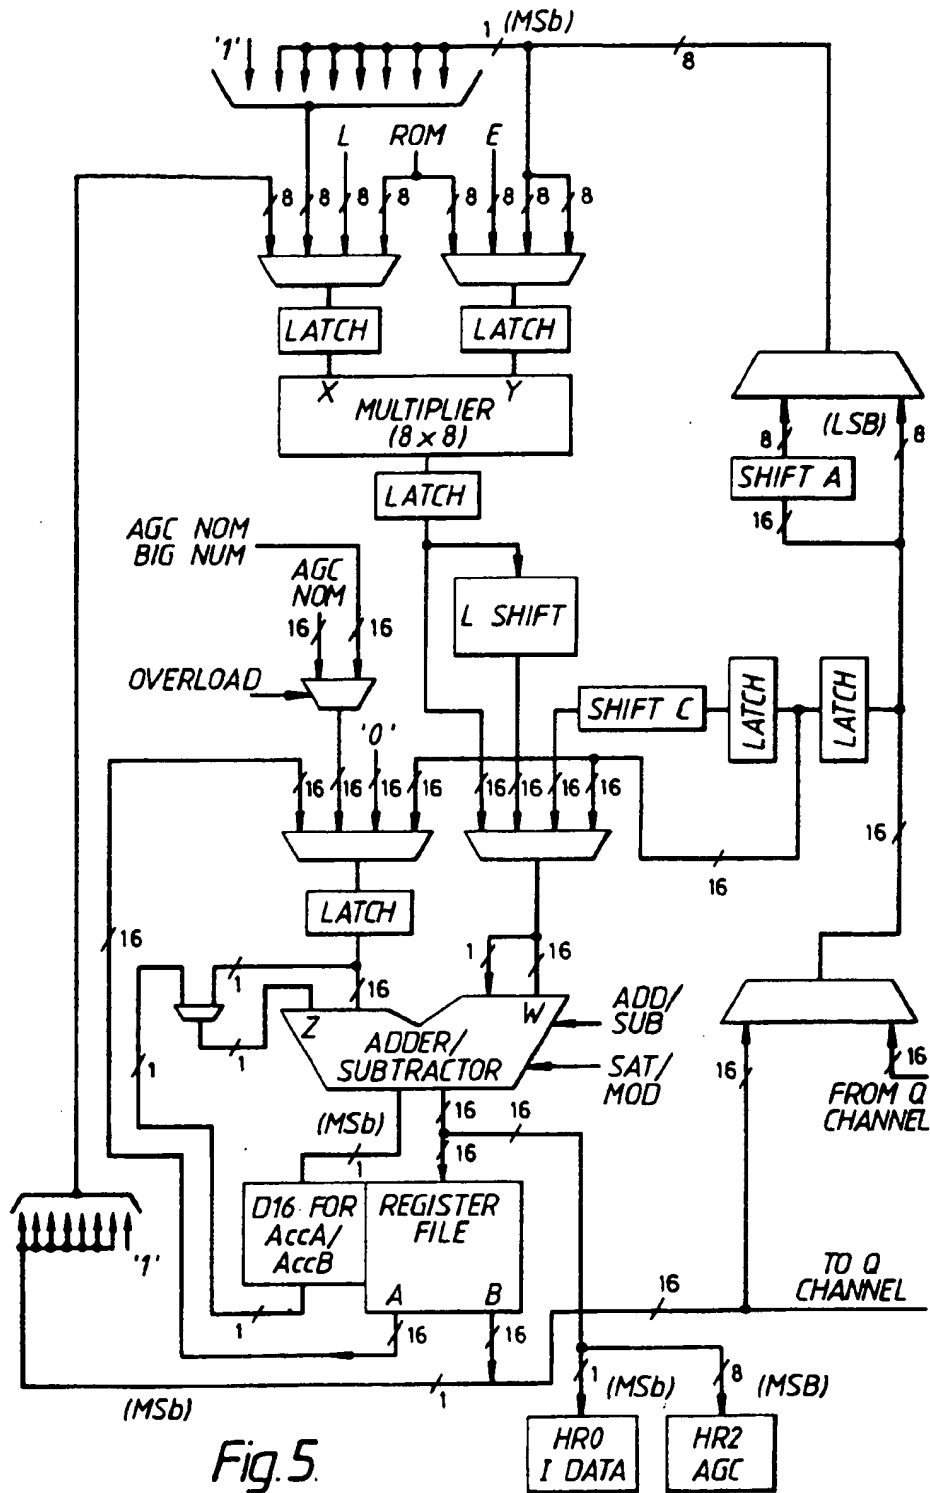 1 (MSb)
'1'
8
L ROM E
8 8 8 8 8 8 8 8
LATCH LATCH
X Y
MULTIPLIER
(8 x 8)
(LSB)
8 8
LATCH
SHIFT A
16
AGC NOM
BIG NUM
AGC
NOM
L SHIFT
16 16
OVERLOAD
SHIFT C
LATCH
LATCH
'0'
16 16 16 16 16 16 16 16
16
16
LATCH
16
1
1 16
16
Z W
ADD/
SUB
ADDER/
SUBTRACTOR
1
1
SAT/
MOD
16 16
FROM Q
CHANNEL
(MSb)
16 16
1 16
D16 FOR
AccA/
AccB
REGISTER
FILE
'1'
TO Q
CHANNEL
A B
16
1
16 16
1 8
(MSb) (MSB)
(MSb)
1
HR0
I DATA
HR2
AGC
Fig.5.